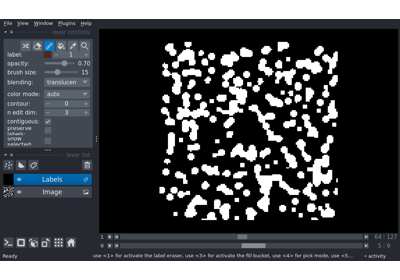 File View Window Plugins Help
layer controls
label: 1
opacity: 0.70
brush size: 15
blending: translucen
color mode: auto
contour: 0
n edit dim: 3
contiguous:
preserve
labels:
show
selected:
layer list
Labels
Image
1 64 127
0 5 9
Ready
use <1> for activate the label eraser, use <3> for activate the fill bucket, use <4> for pick mode, use <5...
activity